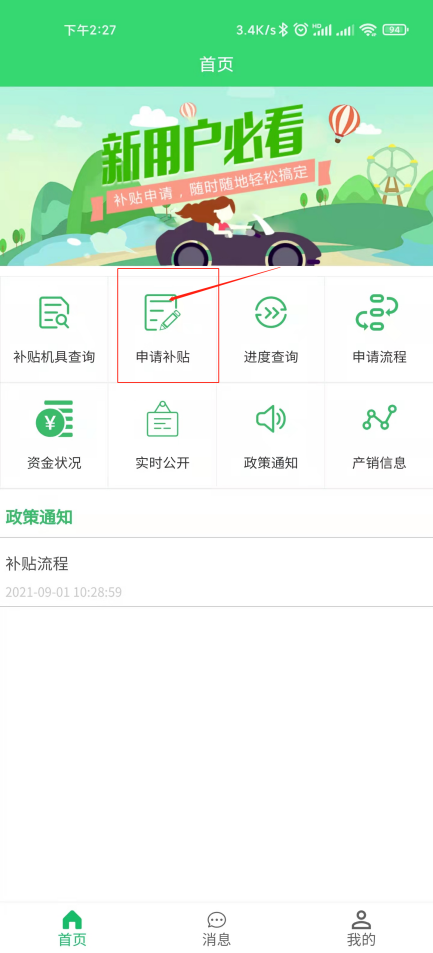 下午2:27
3.4K/s HD 94
首页
新用户必看
补贴申请，随时随地轻松搞定
补贴机具查询
申请补贴
进度查询
申请流程
¥
资金状况
实时公开
政策通知
产销信息
政策通知
补贴流程
2021-09-01 10:28:59
首页
消息
我的